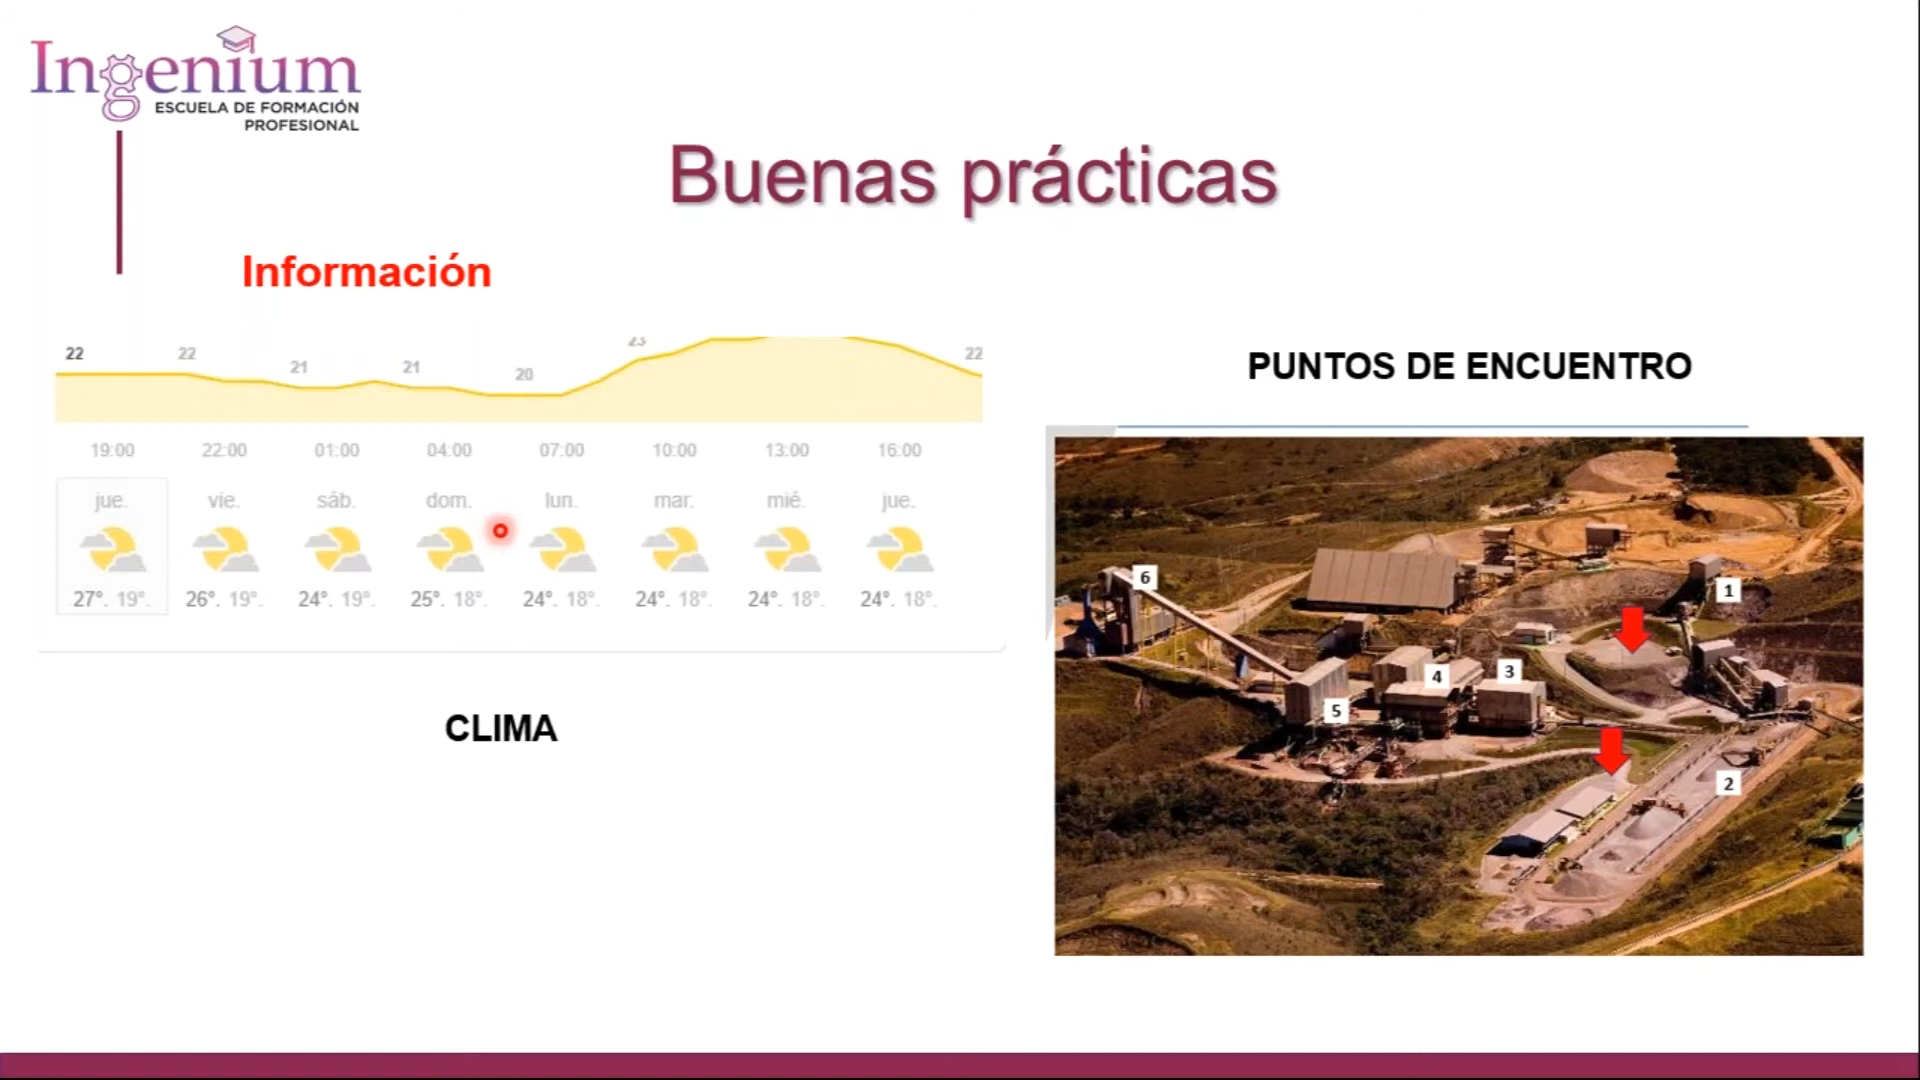 Ingenium
ESCUELA DE FORMACIÓN
PROFESIONAL
Buenas prácticas
Información
22 22 21 21 20 23 22
19:00 22:00 01:00 04:00 07:00 10:00 13:00 16:00
jue. vie. sáb. dom. lun. mar. mié. jue.
27°. 19°. 26°. 19°. 24°. 19°. 25°. 18°. 24°. 18°. 24°. 18°. 24°. 18°. 24°. 18°.
CLIMA
PUNTOS DE ENCUENTRO
6
1
3
4
5
2